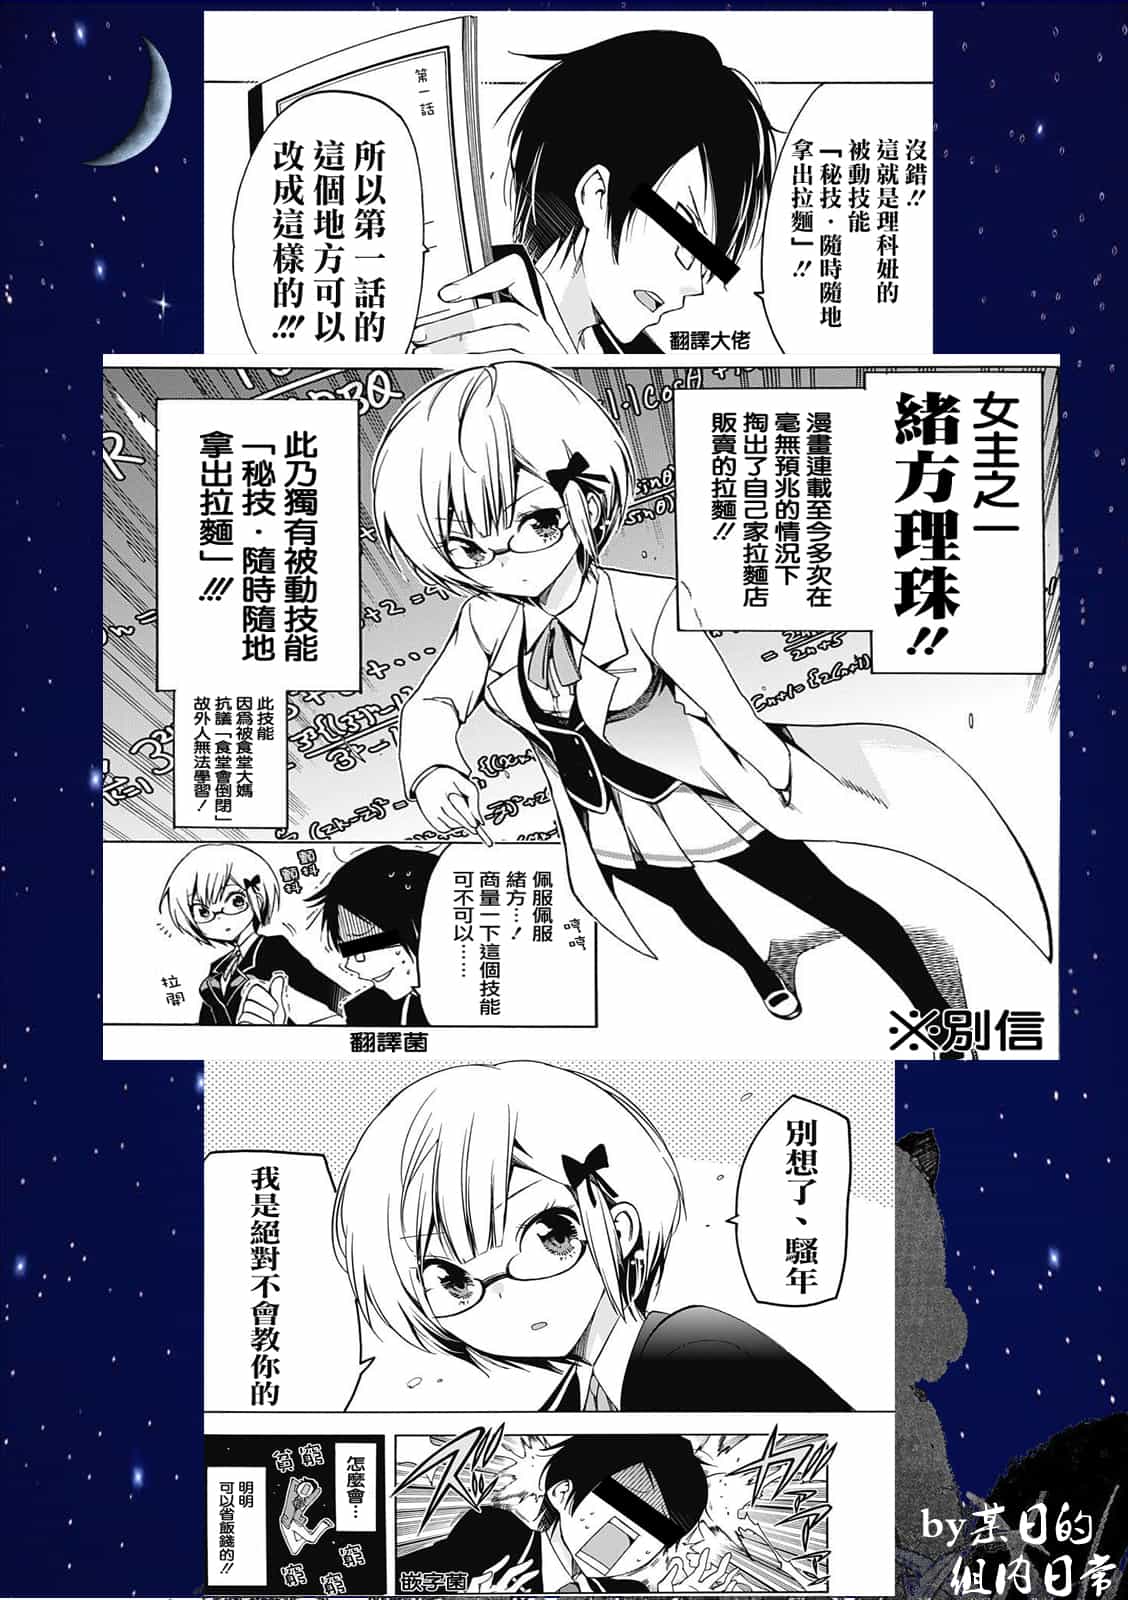 沒錯!!
這就是理科妞的
被動技能
「秘技·隨時隨地
拿出拉麵」!!
第一話
所以第一話的
這個地方可以
改成這樣的!!!
翻譯大佬
女主之一
緒方理珠!!
漫畫連載至今多次在
毫無預兆的情況下
掏出了自己家拉麵店
販賣的拉麵!!
此乃獨有被動技能
「秘技·隨時隨地
拿出拉麵」!!!
此技能
因為被食堂大媽
抗議「食堂會倒閉」
故外人無法學習！
佩服佩服
緒方…！
商量一下這個技能
可不可以……
哼哼
顫抖
顫抖
拉開
翻譯菌
※別信
別想了、騷年
我是絕對不會教你的
嵌字菌
怎麼會…
明明
可以省飯錢的!!
貧窮
窮
窮
by某日的
組內日常